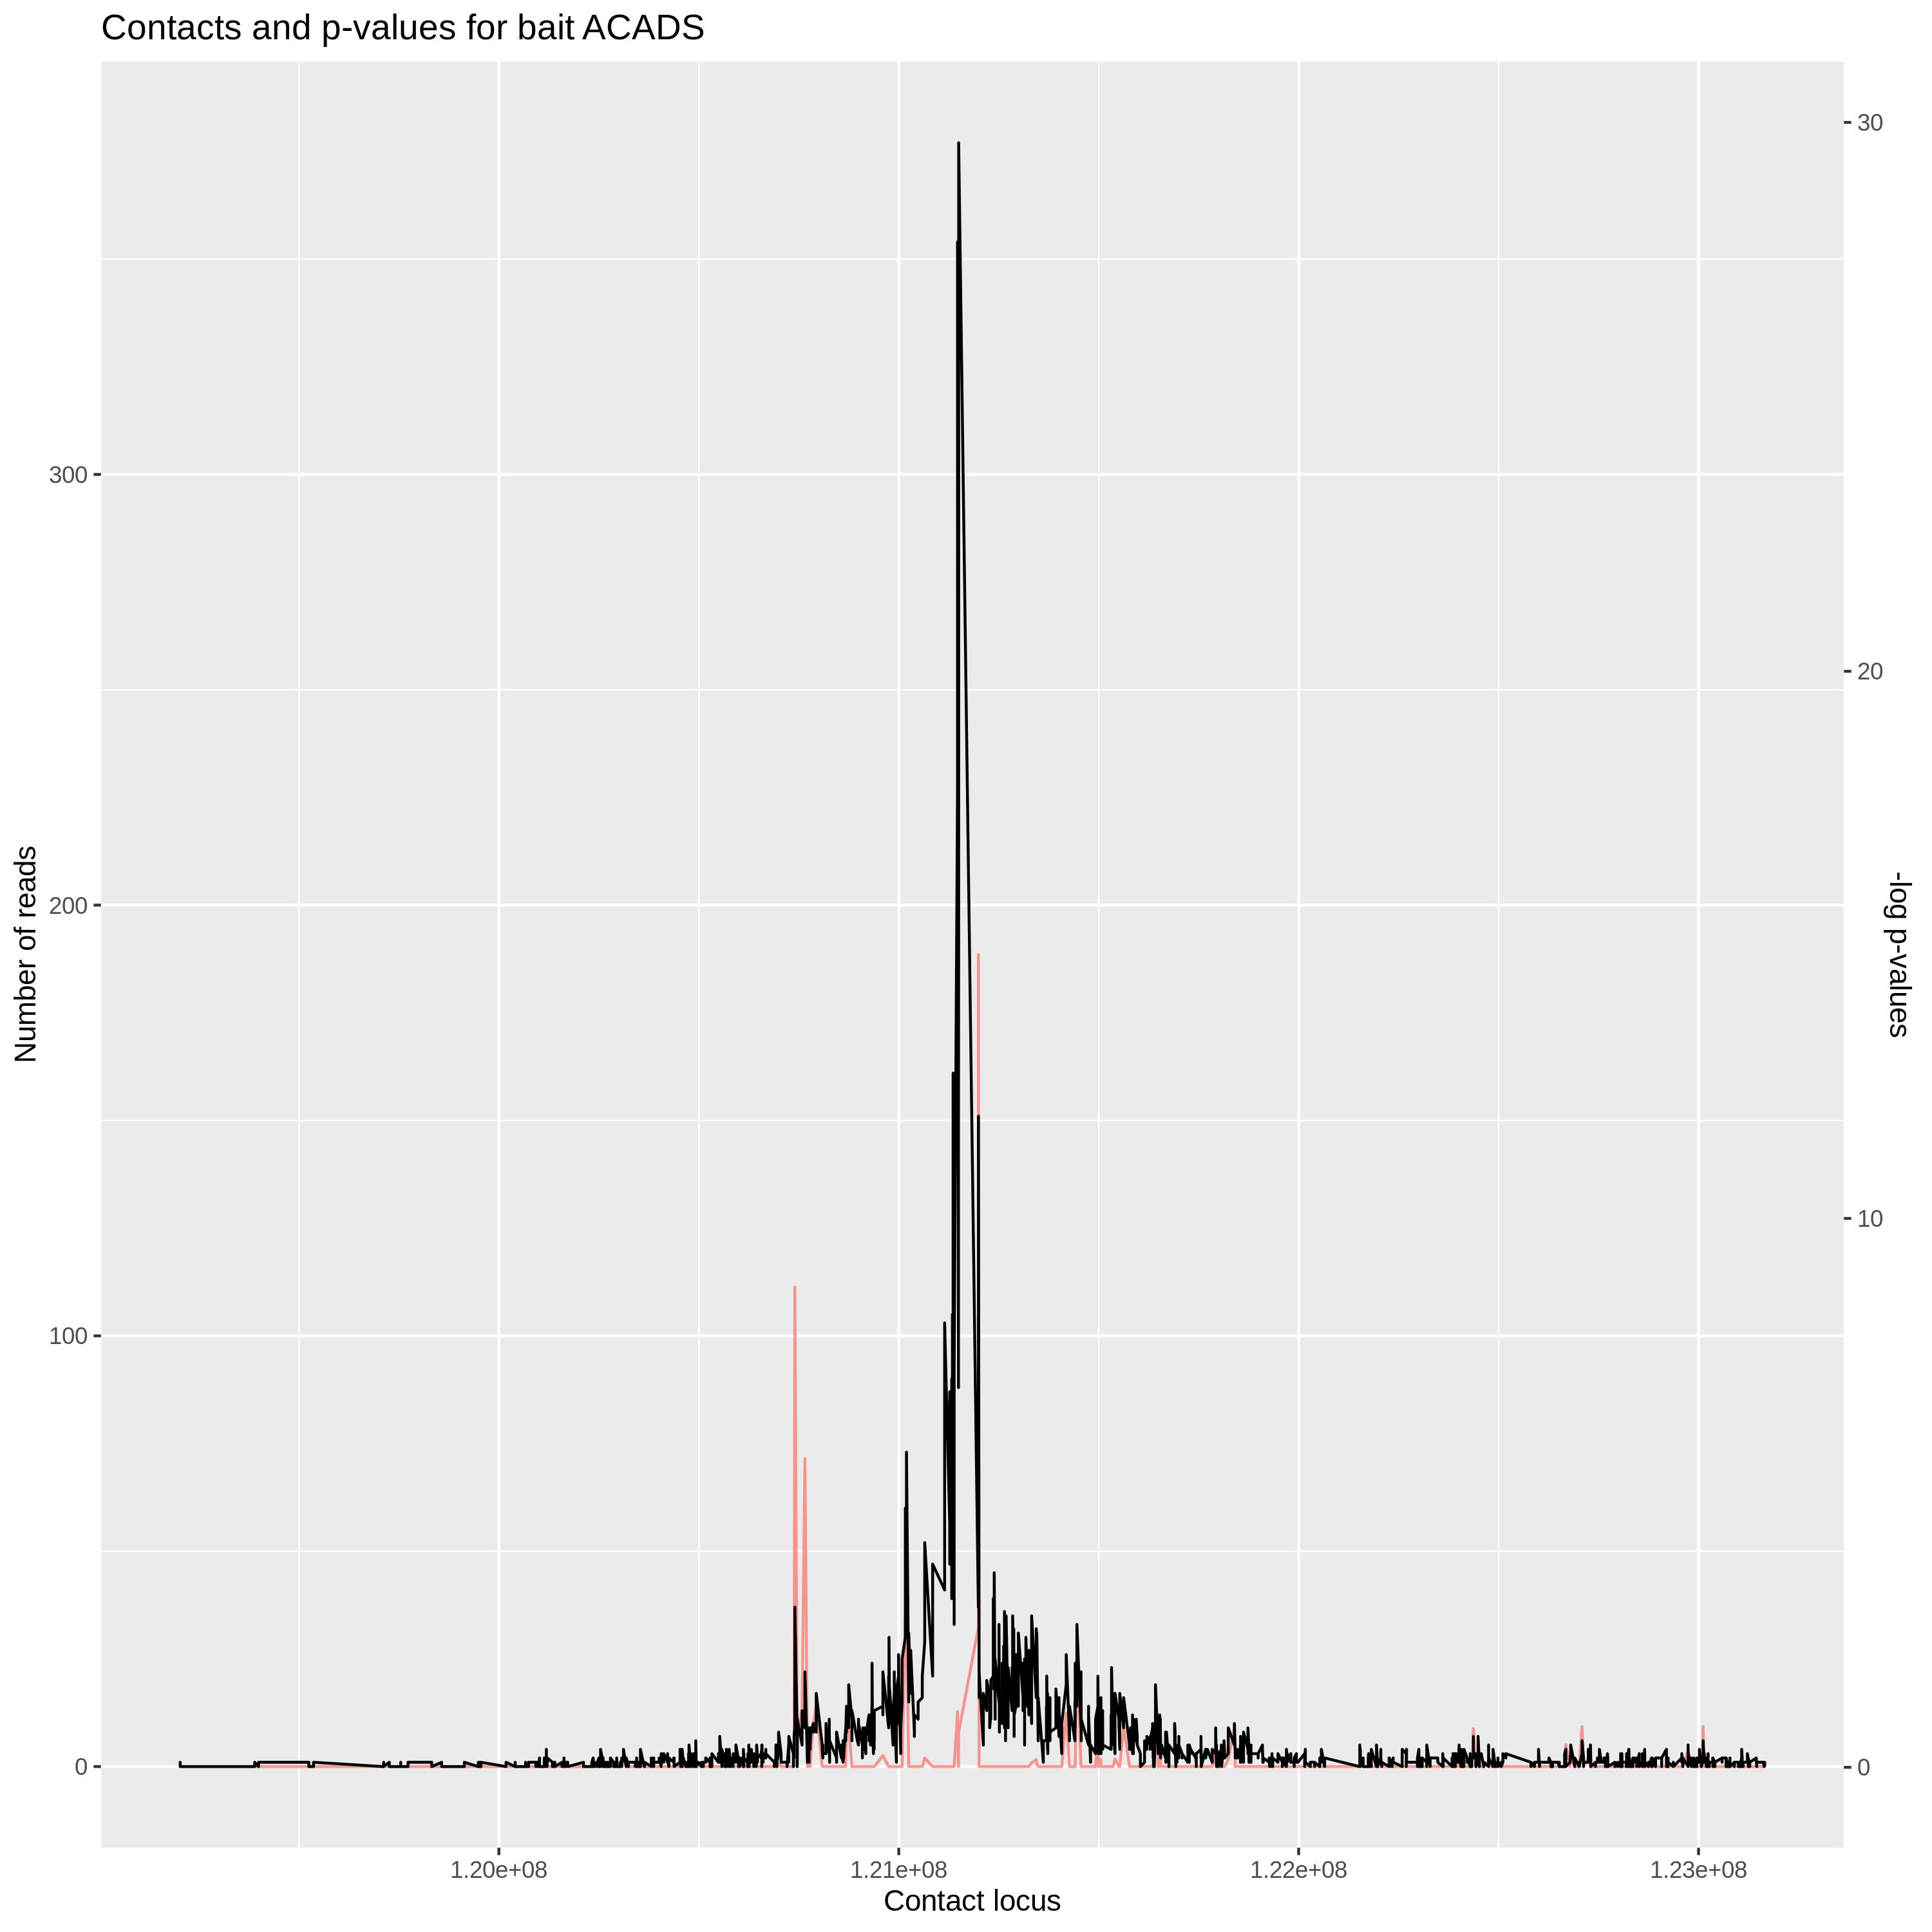 Contacts and p-values for bait ACADS
Number of reads
300
200
100
0
30
20
10
0
-log p-values
1.20e+08
1.21e+08
1.22e+08
1.23e+08
Contact locus